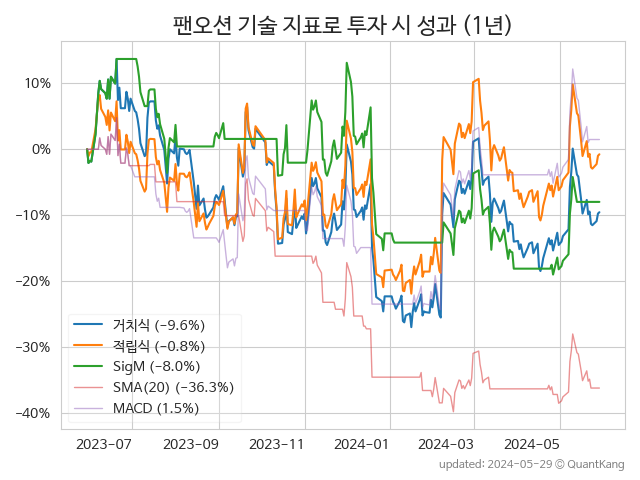 팬오션 기술 지표로 투자 시 성과 (1년)
10%
0%
−10%
−20%
−30%
−40%
거치식 (−9.6%)
적립식 (−0.8%)
SigM (−8.0%)
SMA(20) (−36.3%)
MACD (1.5%)
2023−07 2023−09 2023−11 2024−01 2024−03 2024−05
updated: 2024−05−29 © QuantKang